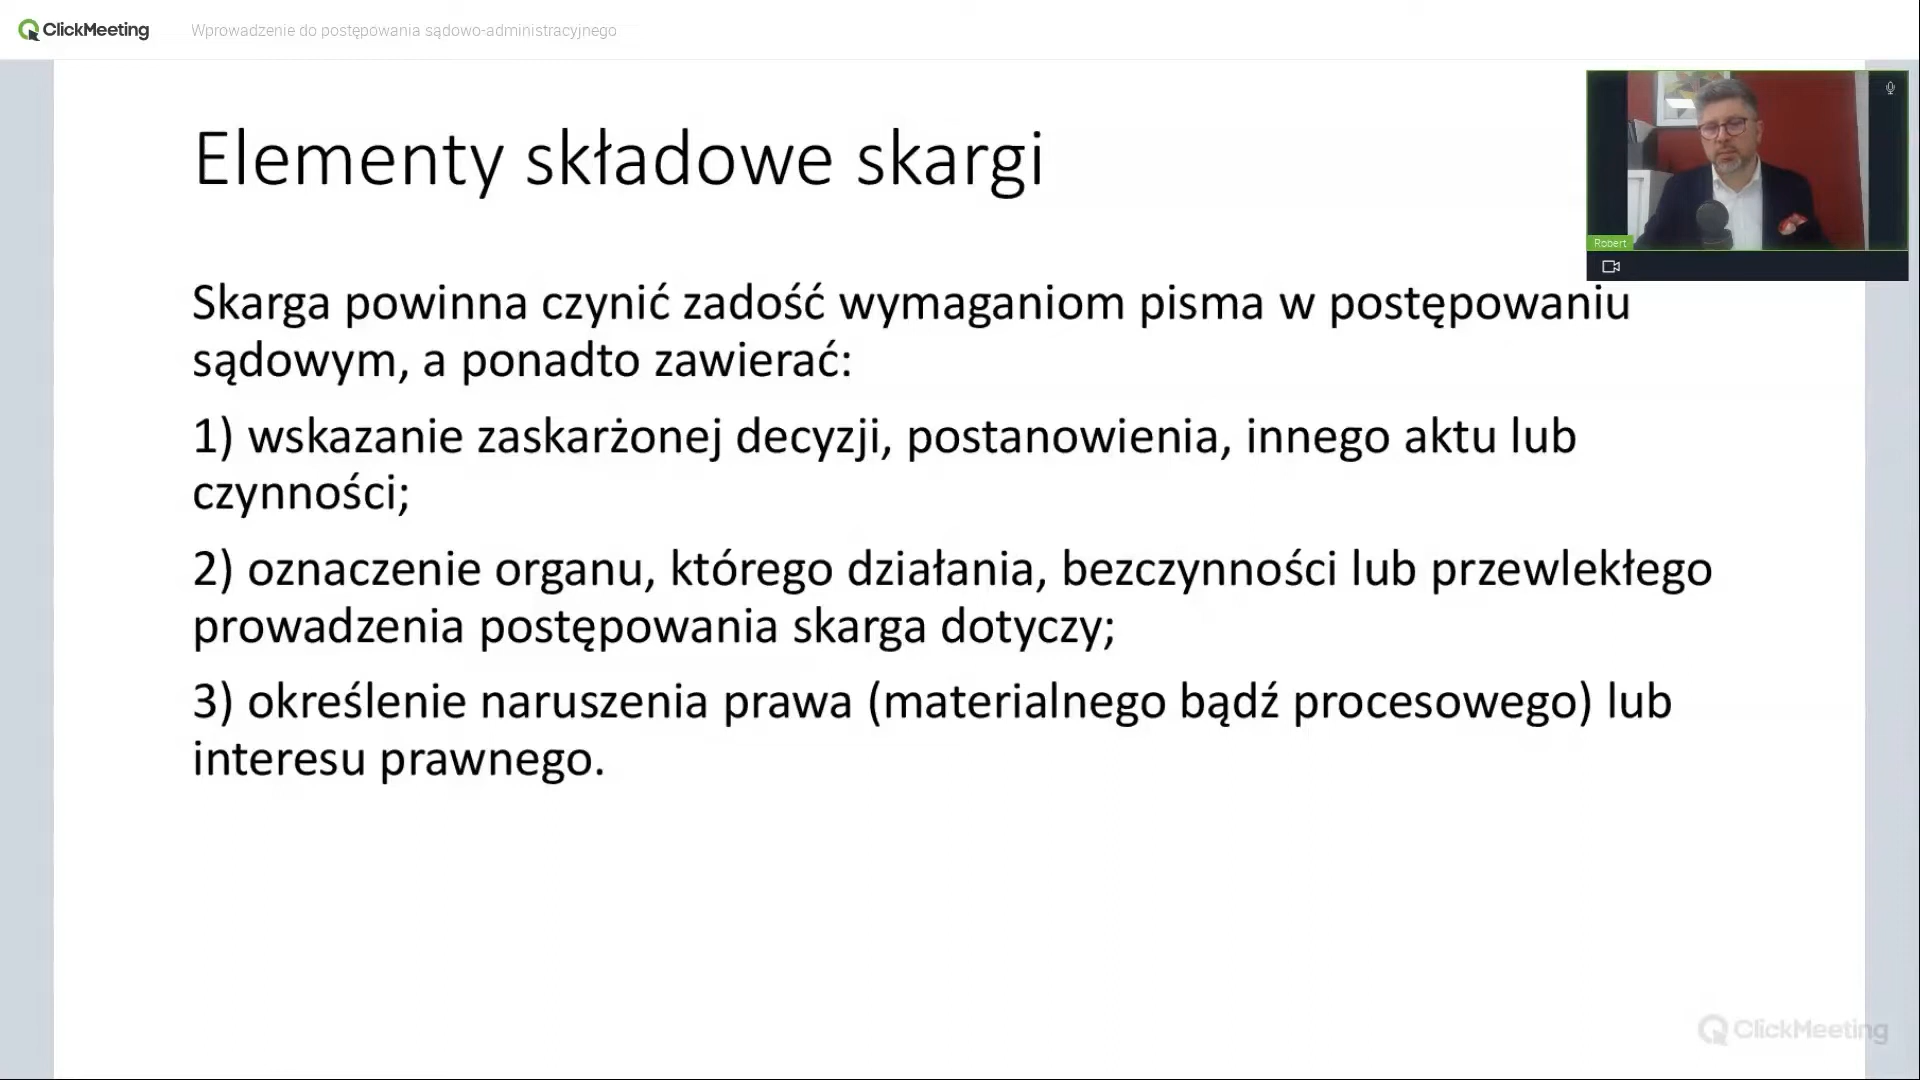 ClickMeeting
Wprowadzenie do postępowania sądowo-administracyjnego
Elementy składowe skargi
Robert
Skarga powinna czynić zadość wymaganiom pisma w postępowaniu
sądowym, a ponadto zawierać:
1) wskazanie zaskarżonej decyzji, postanowienia, innego aktu lub
czynności;
2) oznaczenie organu, którego działania, bezczynności lub przewlekłego
prowadzenia postępowania skarga dotyczy;
3) określenie naruszenia prawa (materialnego bądź procesowego) lub
interesu prawnego.
ClickMeeting